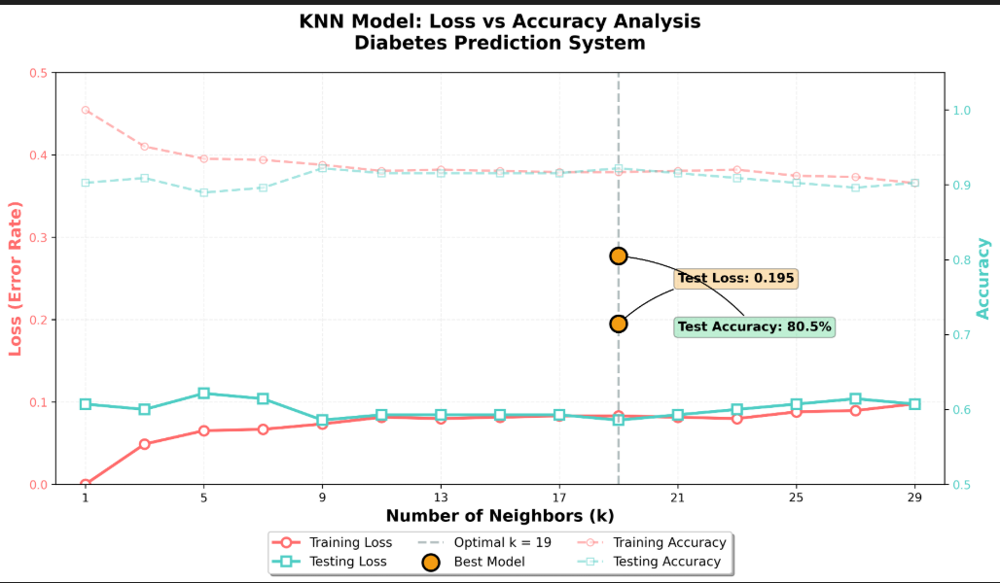 KNN Model: Loss vs Accuracy Analysis
Diabetes Prediction System
Loss (Error Rate)
0.5
0.4
0.3
0.2
0.1
0.0
Test Loss: 0.195
Test Accuracy: 80.5%
1.0
0.9
0.8
0.7
0.6
0.5
Accuracy
1 5 9 13 17 21 25 29
Number of Neighbors (k)
Training Loss Optimal k = 19 Training Accuracy
Testing Loss Best Model Testing Accuracy